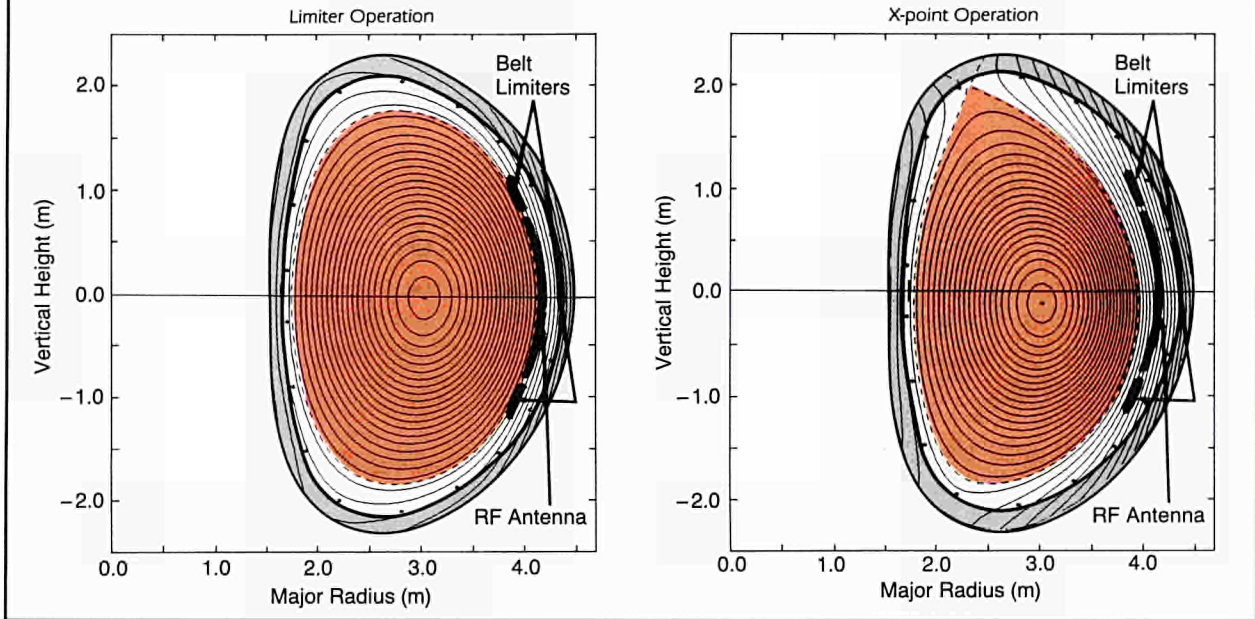 Limiter Operation
2.0
1.0
0.0
−1.0
−2.0
Vertical Height (m)
Belt
Limiters
RF Antenna
0.0
1.0
2.0
3.0
4.0
Major Radius (m)
X-point Operation
2.0
1.0
0.0
−1.0
−2.0
Vertical Height (m)
Belt
Limiters
RF Antenna
0.0
1.0
2.0
3.0
4.0
Major Radius (m)